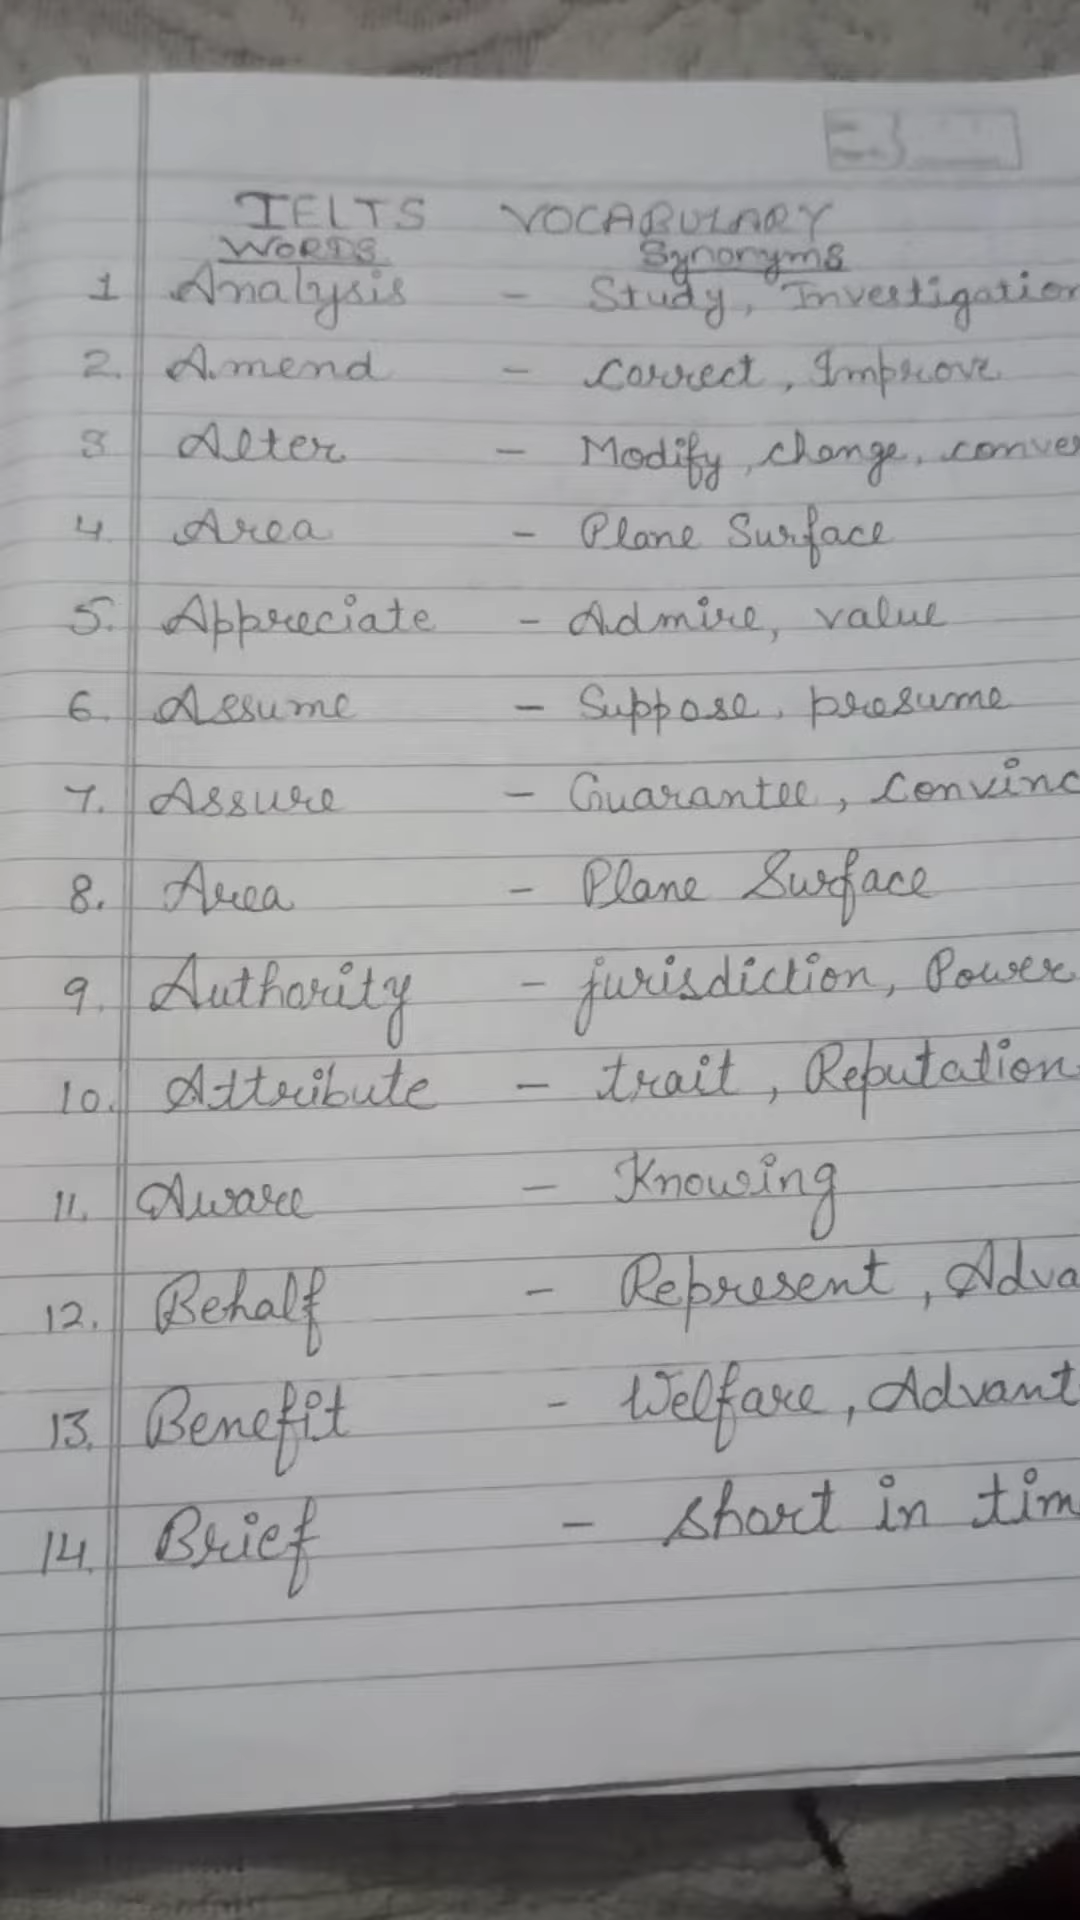 IELTS VOCABULARY
WORDS Synonyms
1 Analysis - Study, Investigation
2. Amend - correct, Improve
3 Alter - Modify, change, conver
4. Area - Plane Surface
5. Appreciate - Admire, value
6. Assume - Suppose, presume
7. Assure - Guarantee, Convinc
8. Area - Plane Surface
9. Authority - jurisdiction, Power
10. Attribute - trait, Reputation
11. Aware - Knowing
12. Behalf - Represent, Adva
13. Benefit - Welfare, Advant
14. Brief - short in tim